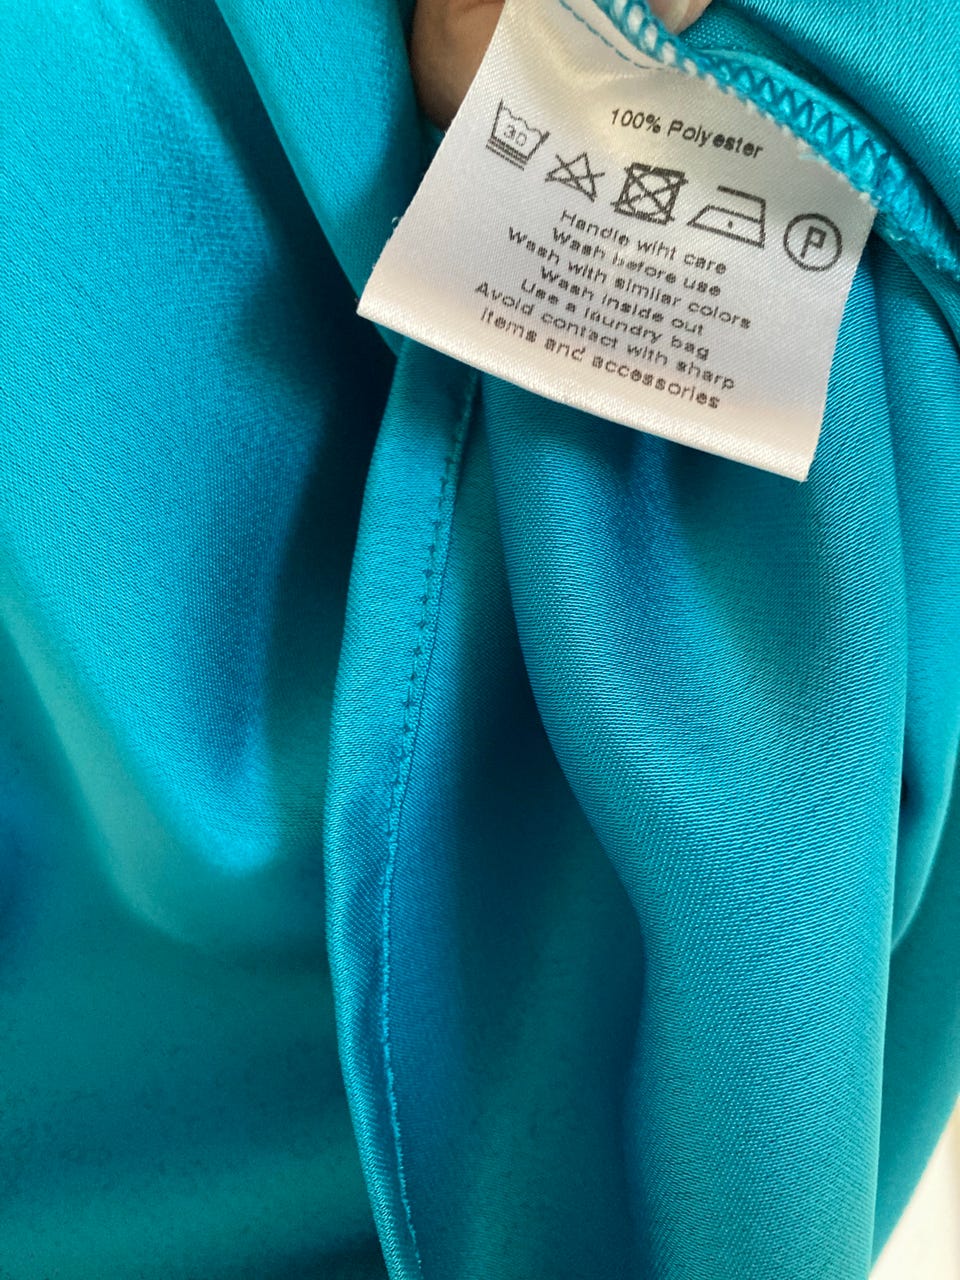 100% Polyester
30
P
Handle wiht care
Wash before use
Wash with similar colors
Wash inside out
Use a laundry bag
Avoid contact with sharp
items and accessories